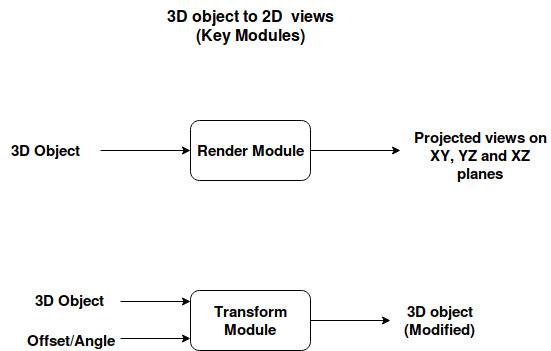 3D object to 2D views
(Key Modules)
3D Object
Render Module
Projected views on
XY, YZ and XZ
planes
3D Object
Offset/Angle
Transform
Module
3D object
(Modified)